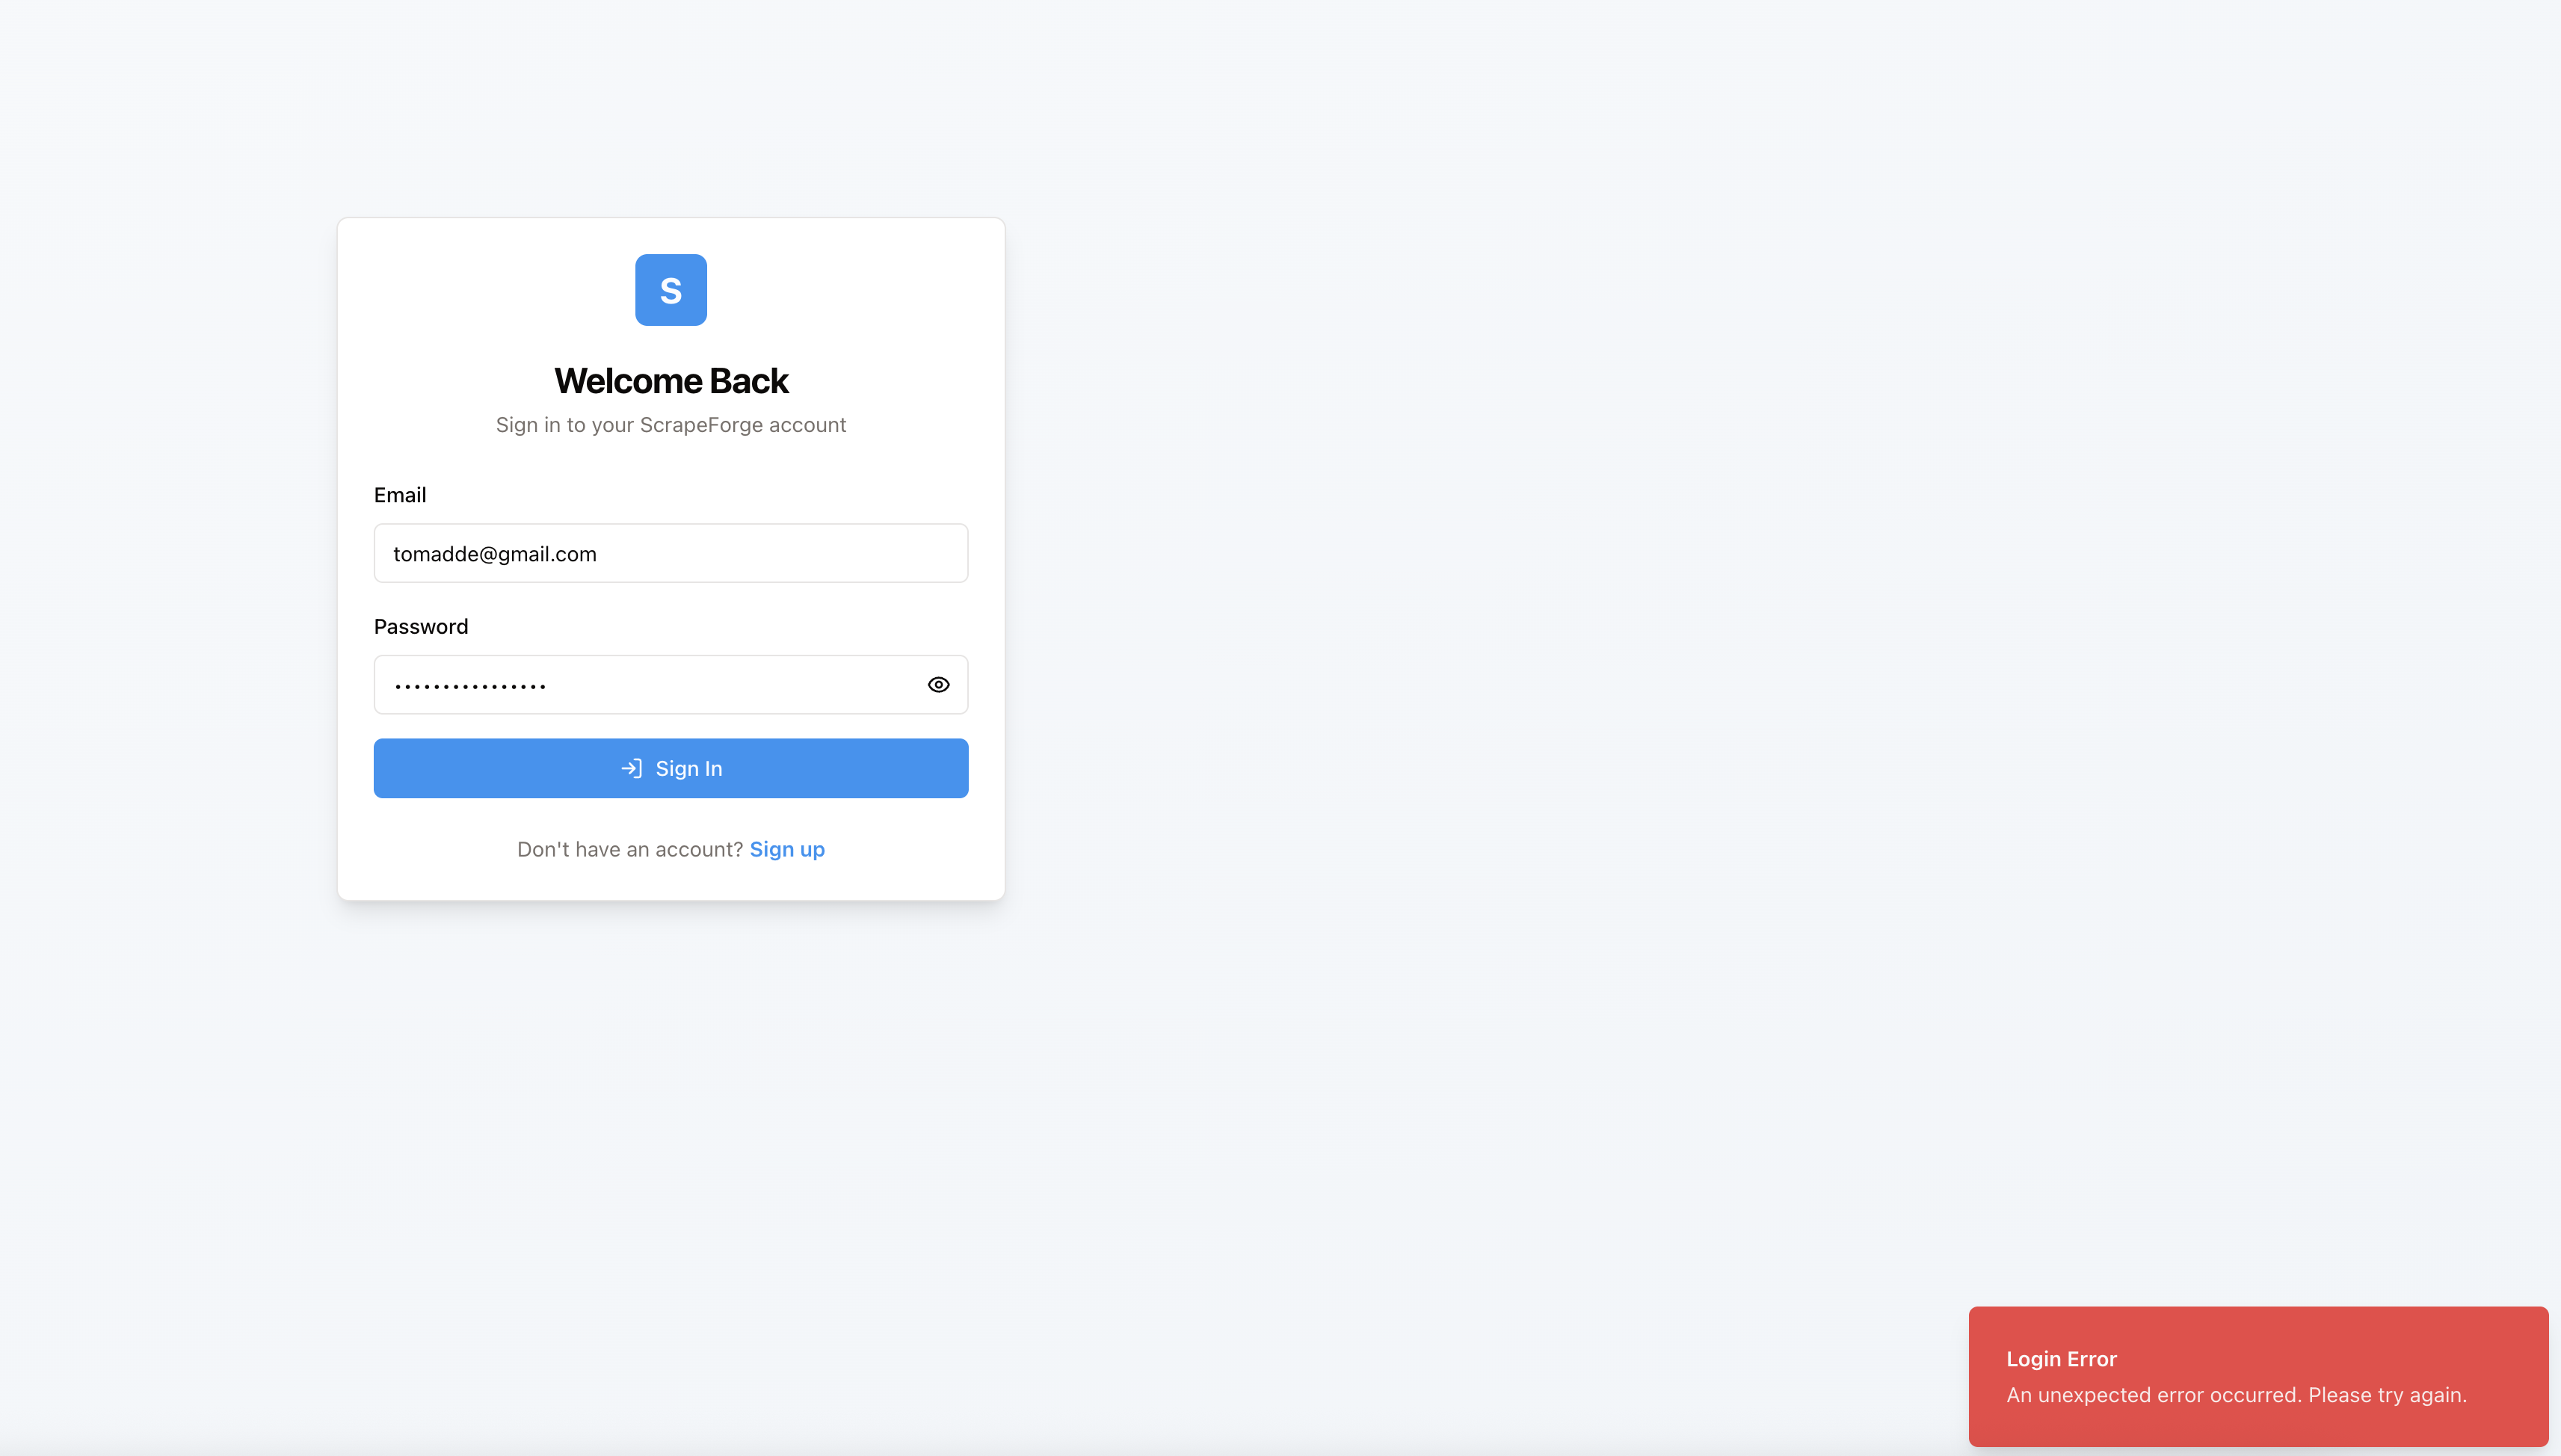 S
Welcome Back
Sign in to your ScrapeForge account
Email
tomadde@gmail.com
Password
••••••••••••••••
Sign In
Don't have an account? Sign up
Login Error
An unexpected error occurred. Please try again.